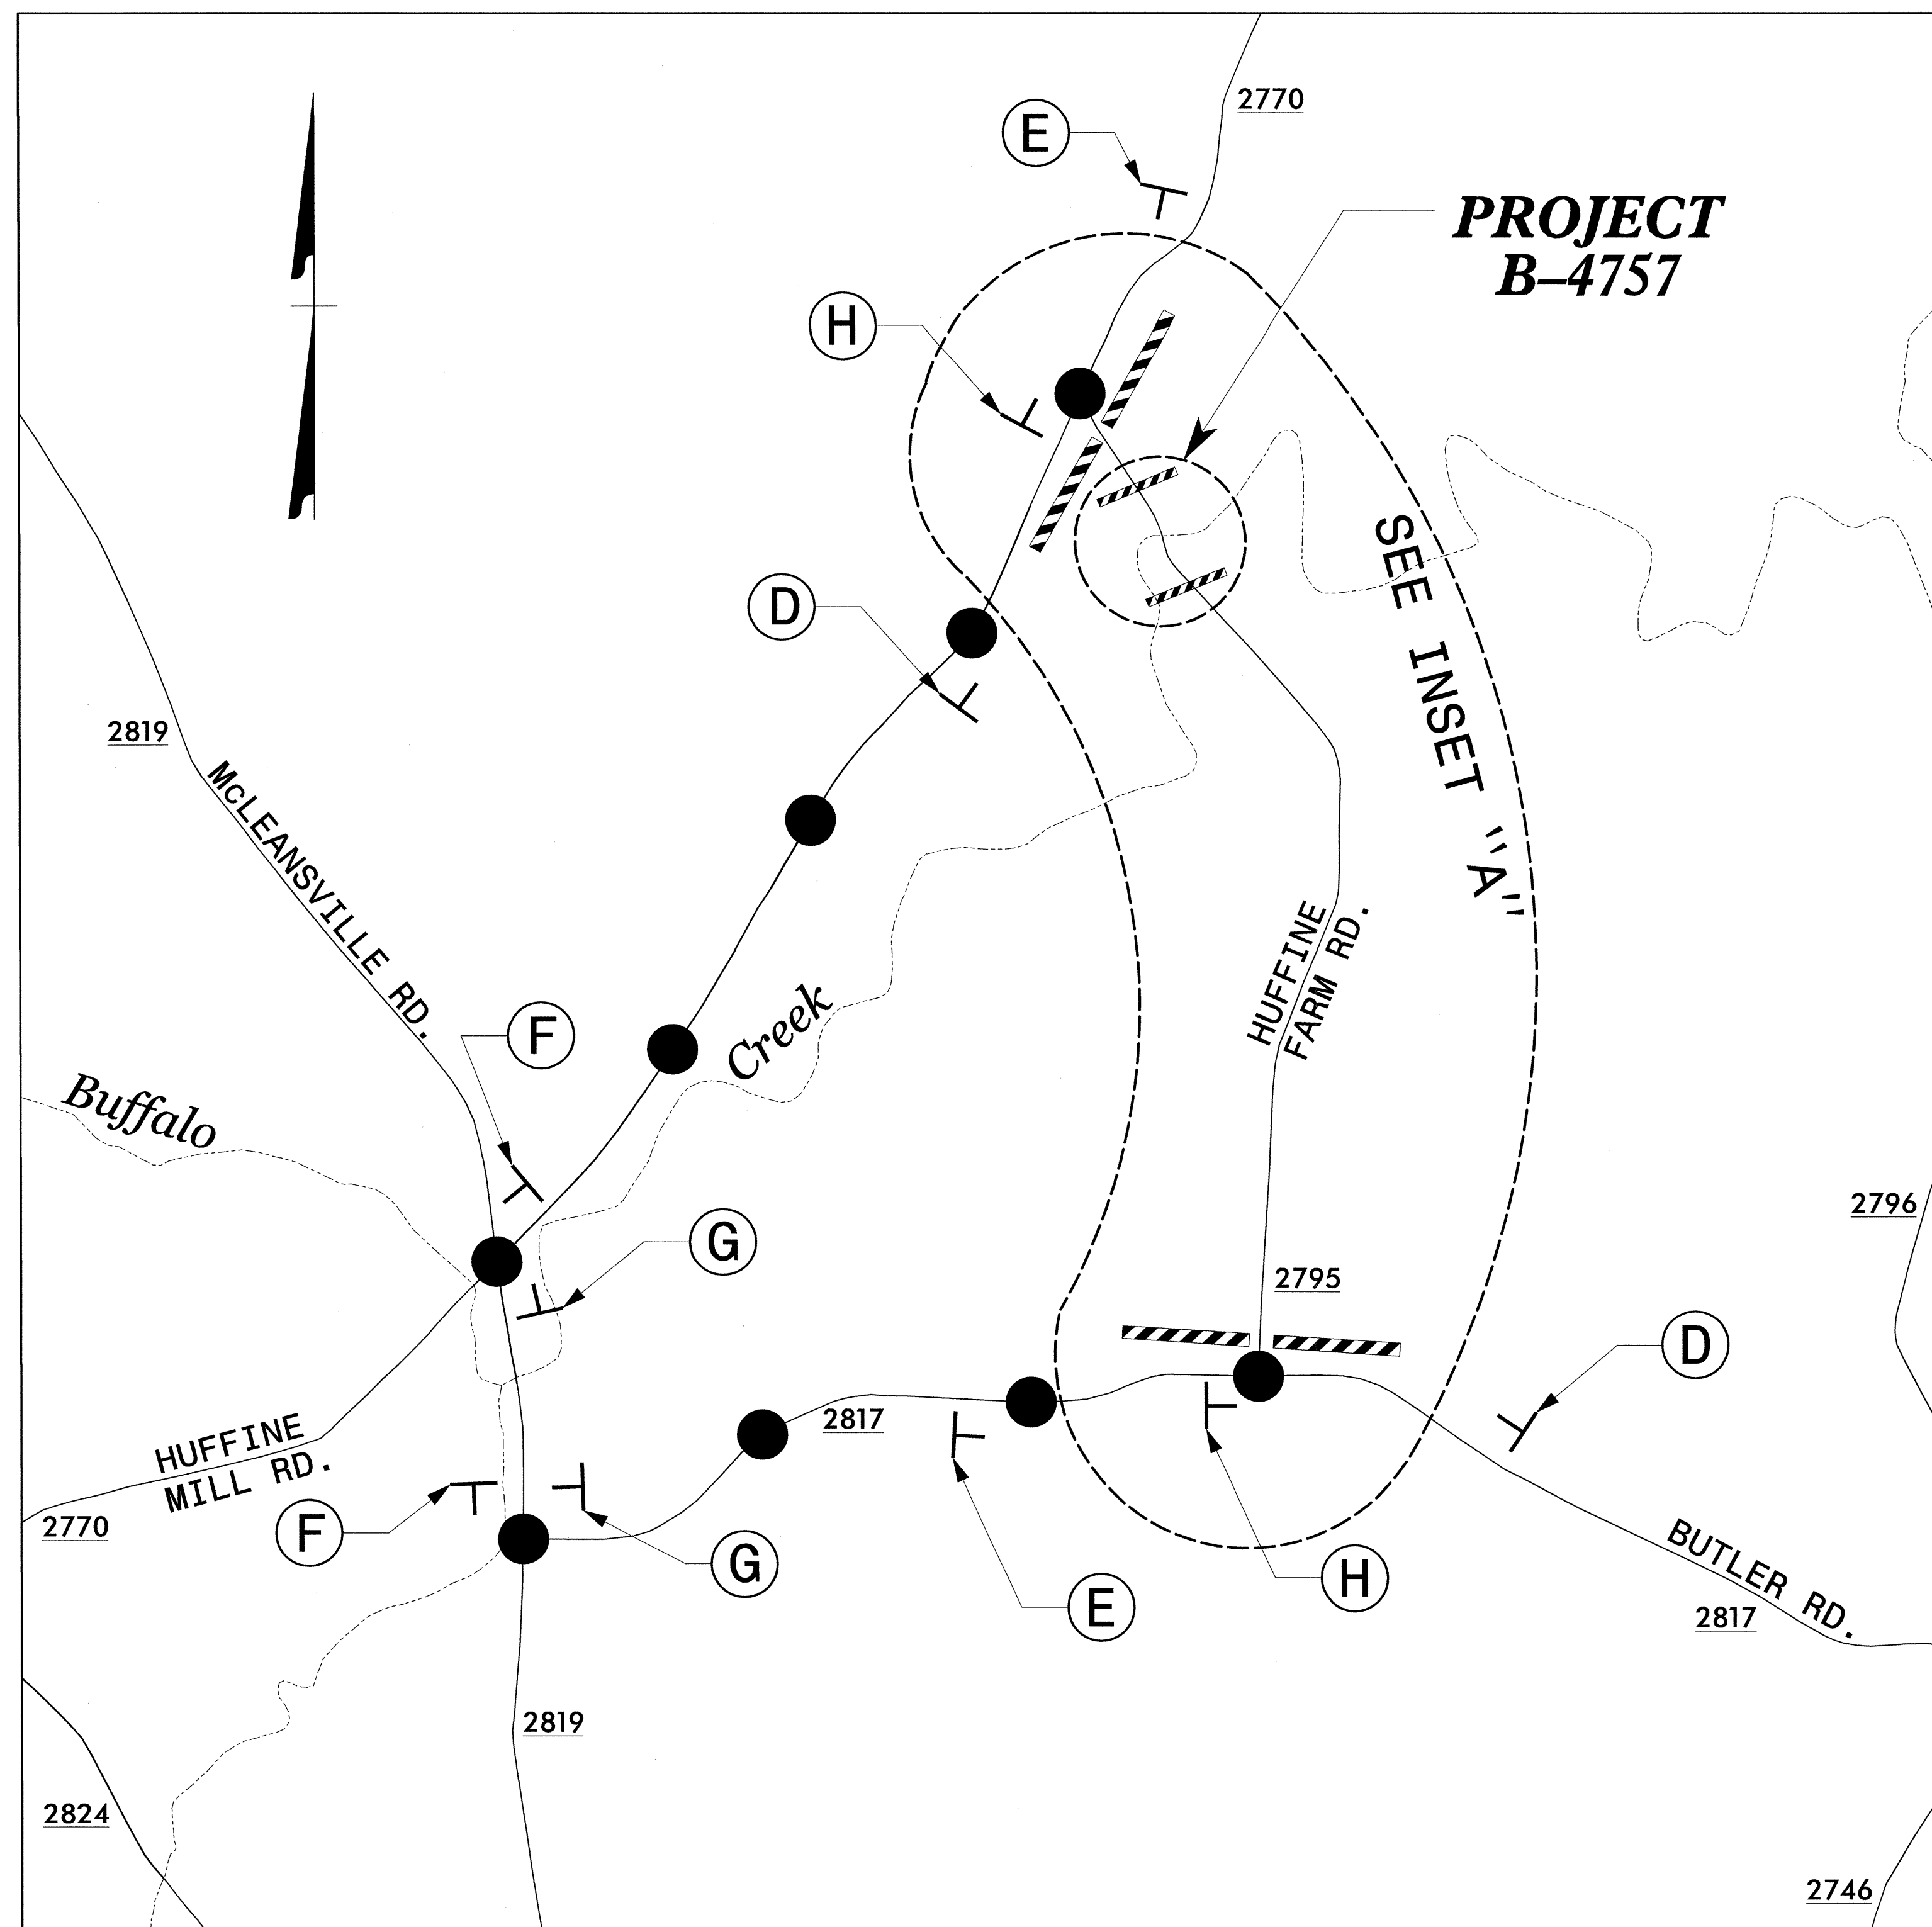 2770
E
PROJECT
B–4757
H
SEE INSET "A"
D
2819
McLEANSVILLE RD.
HUFFINE
FARM RD.
Creek
F
Buffalo
2796
G
2795
D
2817
HUFFINE
MILL RD.
2770
F
G
E
H
BUTLER RD.
2817
2819
2824
2746